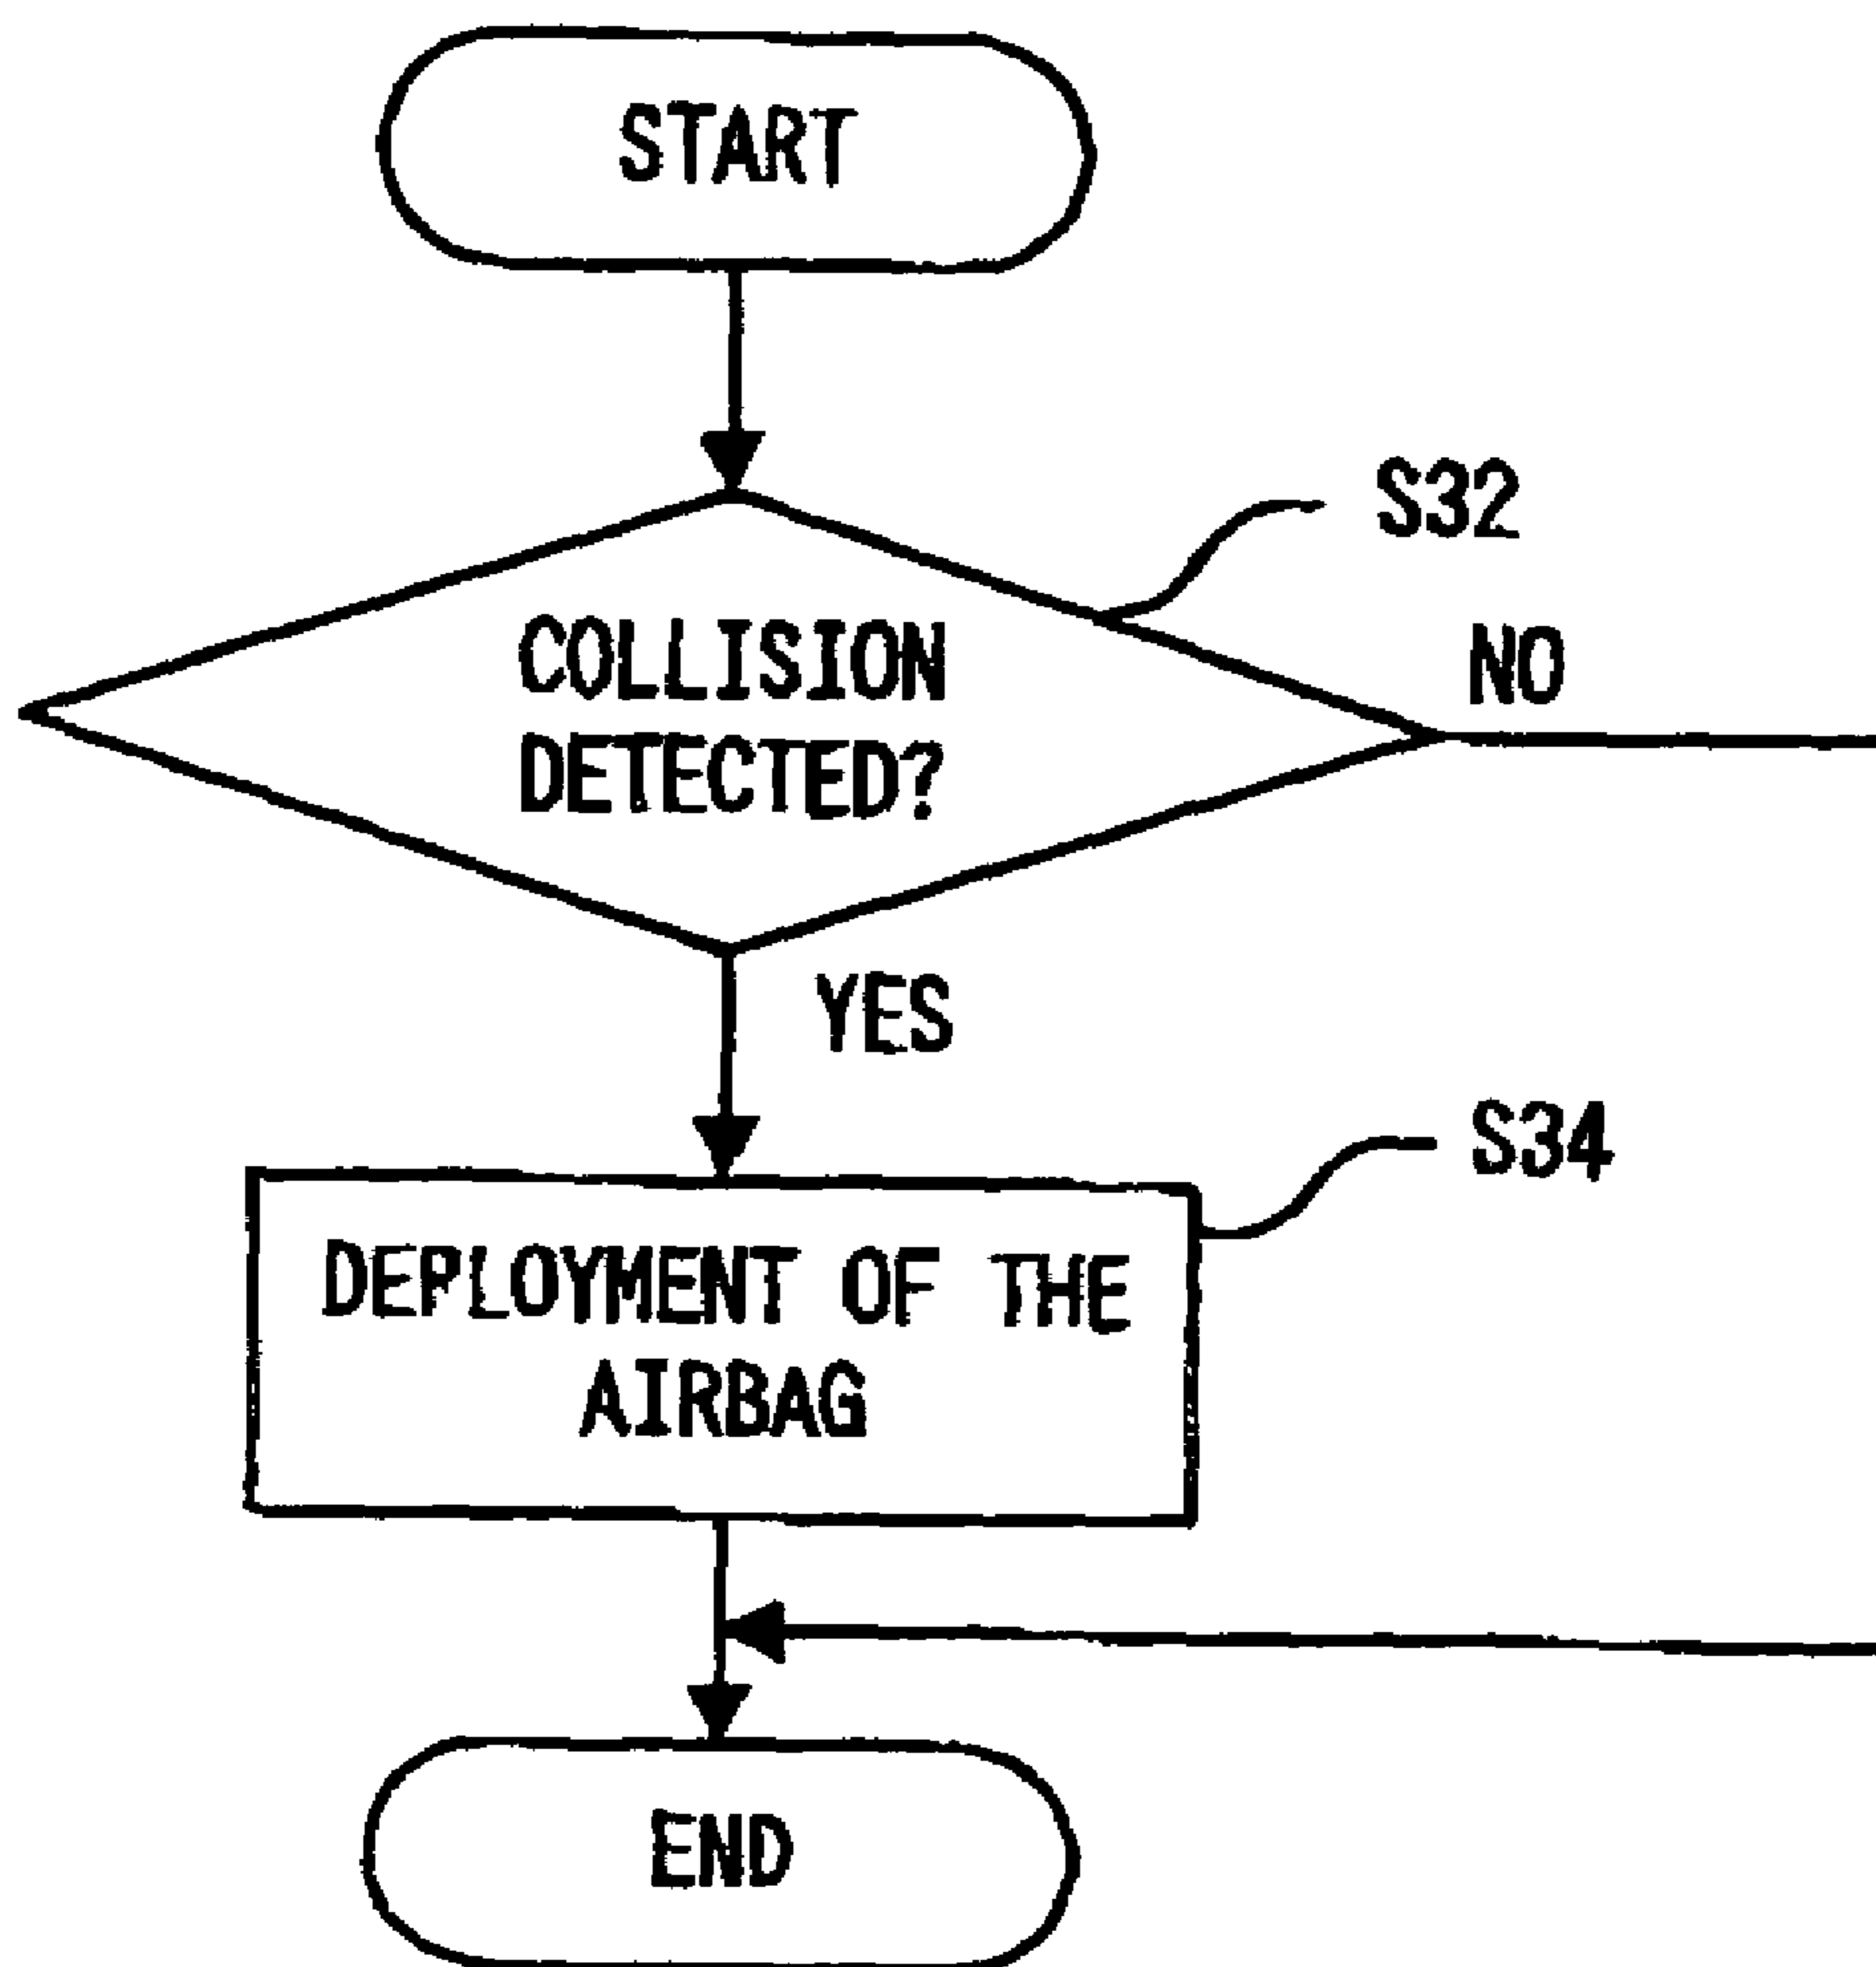 START
S32
COLLISION
DETECTED?
NO
YES
S34
DEPLOYMENT OF THE
AIRBAG
END